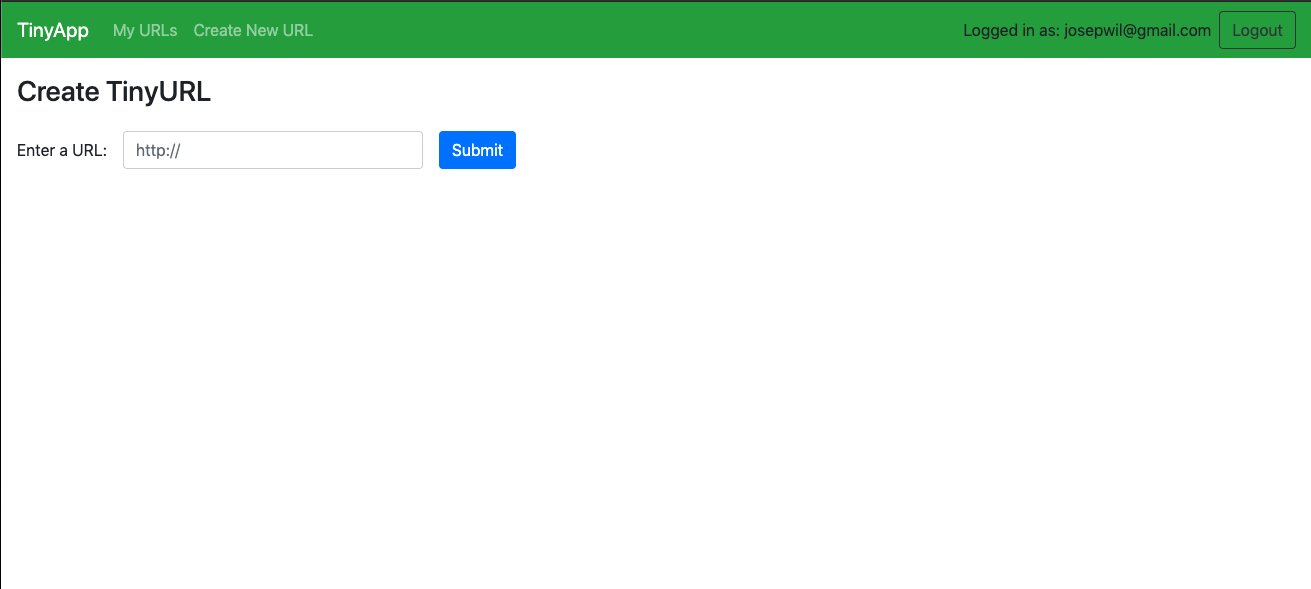 TinyApp My URLs Create New URL Logged in as: josepwil@gmail.com Logout
Create TinyURL
Enter a URL: http:// Submit